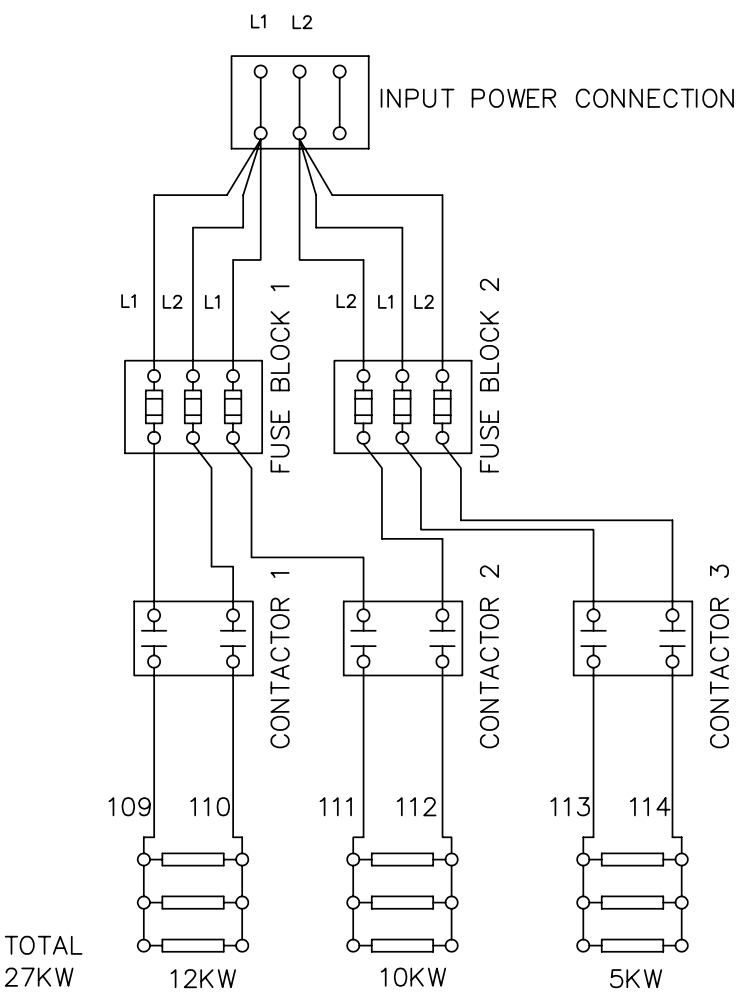 L1 L2
INPUT POWER CONNECTION
L1 L2 L1
FUSE BLOCK 1
L2 L1 L2
FUSE BLOCK 2
CONTACTOR 1
CONTACTOR 2
CONTACTOR 3
109 110 111 112 113 114
TOTAL
27KW 12KW 10KW 5KW